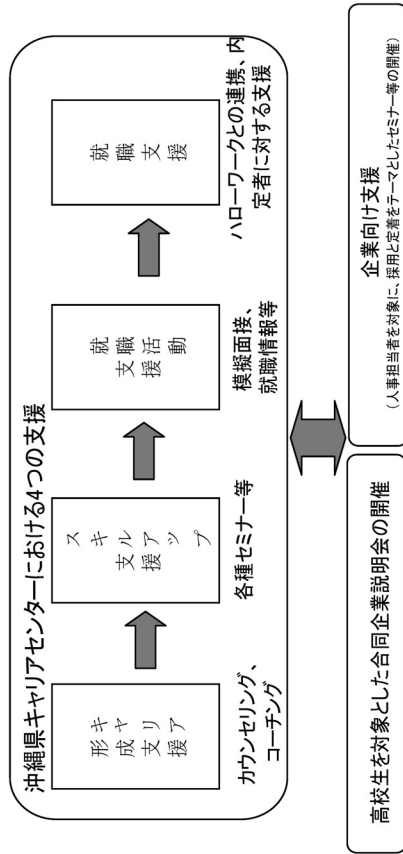 沖縄県キャリアセンターにおける4つの支援
キャリア
形成支援
カウンセリング、
コーチング
スキルアップ
支援
各種セミナー等
就職活動
支援
模擬面接、
就職情報等
就職支援
ハローワークとの連携、内
定者に対する支援
高校生を対象とした合同企業説明会の開催
企業向け支援
(人事担当者を対象に、採用と定着をテーマとしたセミナー等の開催)